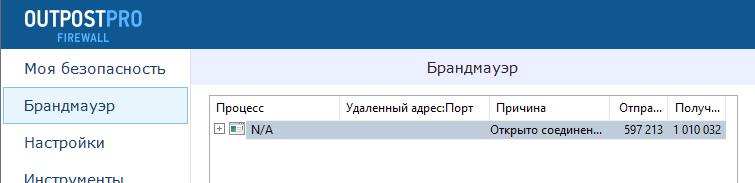 OUTPOSTPRO
FIREWALL
Моя безопасность
Брандмауэр
Настройки
Инструменты
Брандмауэр
Процесс Удаленный адрес:Порт Причина Отпра... Получ...
N/A Открыто соединен... 597 213 1 010 032